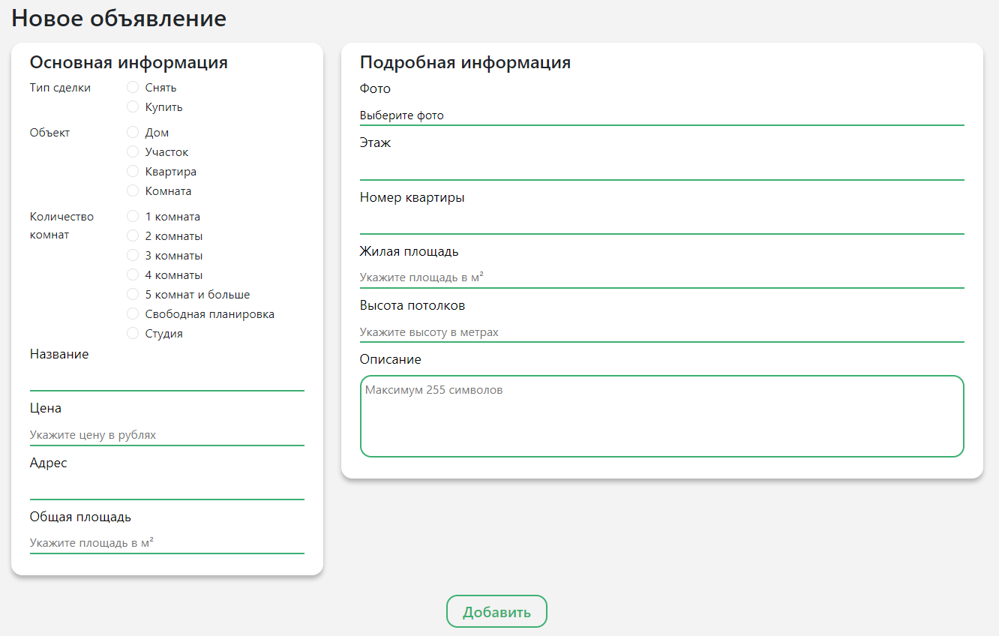 Новое объявление
Основная информация
Тип сделки
Снять
Купить
Объект
Дом
Участок
Квартира
Комната
Количество
комнат
1 комната
2 комнаты
3 комнаты
4 комнаты
5 комнат и больше
Свободная планировка
Студия
Название
Цена
Укажите цену в рублях
Адрес
Общая площадь
Укажите площадь в м²
Подробная информация
Фото
Выберите фото
Этаж
Номер квартиры
Жилая площадь
Укажите площадь в м²
Высота потолков
Укажите высоту в метрах
Описание
Максимум 255 символов
Добавить